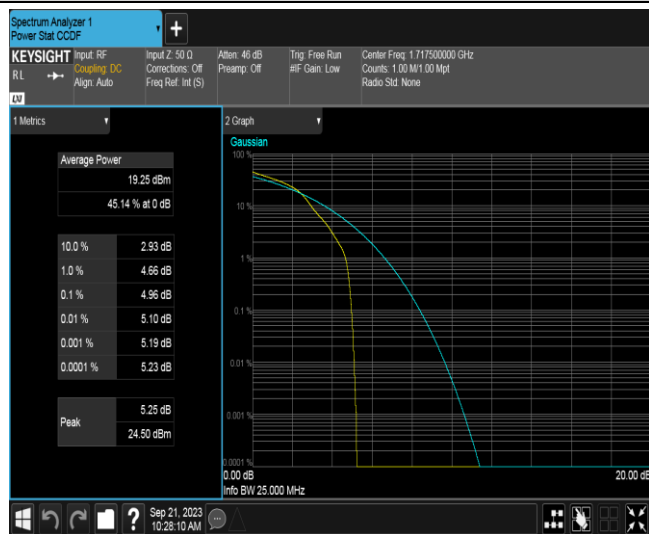 Spectrum Analyzer 1
Power Stat CCDF
+
KEYSIGHT
RL
Input: RF
Coupling: DC
Align: Auto
Input Z: 50 Ω
Corrections: Off
Freq Ref: Int (S)
Atten: 46 dB
Preamp: Off
Trig: Free Run
#IF Gain: Low
Center Freq: 1.717500000 GHz
Counts: 1.00 M/1.00 Mpt
Radio Std: None
LXI
1 Metrics
Average Power
19.25 dBm
45.14 % at 0 dB
10.0 % 2.93 dB
1.0 % 4.66 dB
0.1 % 4.96 dB
0.01 % 5.10 dB
0.001 % 5.19 dB
0.0001 % 5.23 dB
Peak
5.25 dB
24.50 dBm
2 Graph
Gaussian
100 %
10 %
1 %
0.1 %
0.01 %
0.001 %
0.0001 %
0.00 dB 20.00 dB
Info BW 25.000 MHz
?
Sep 21, 2023
10:28:10 AM